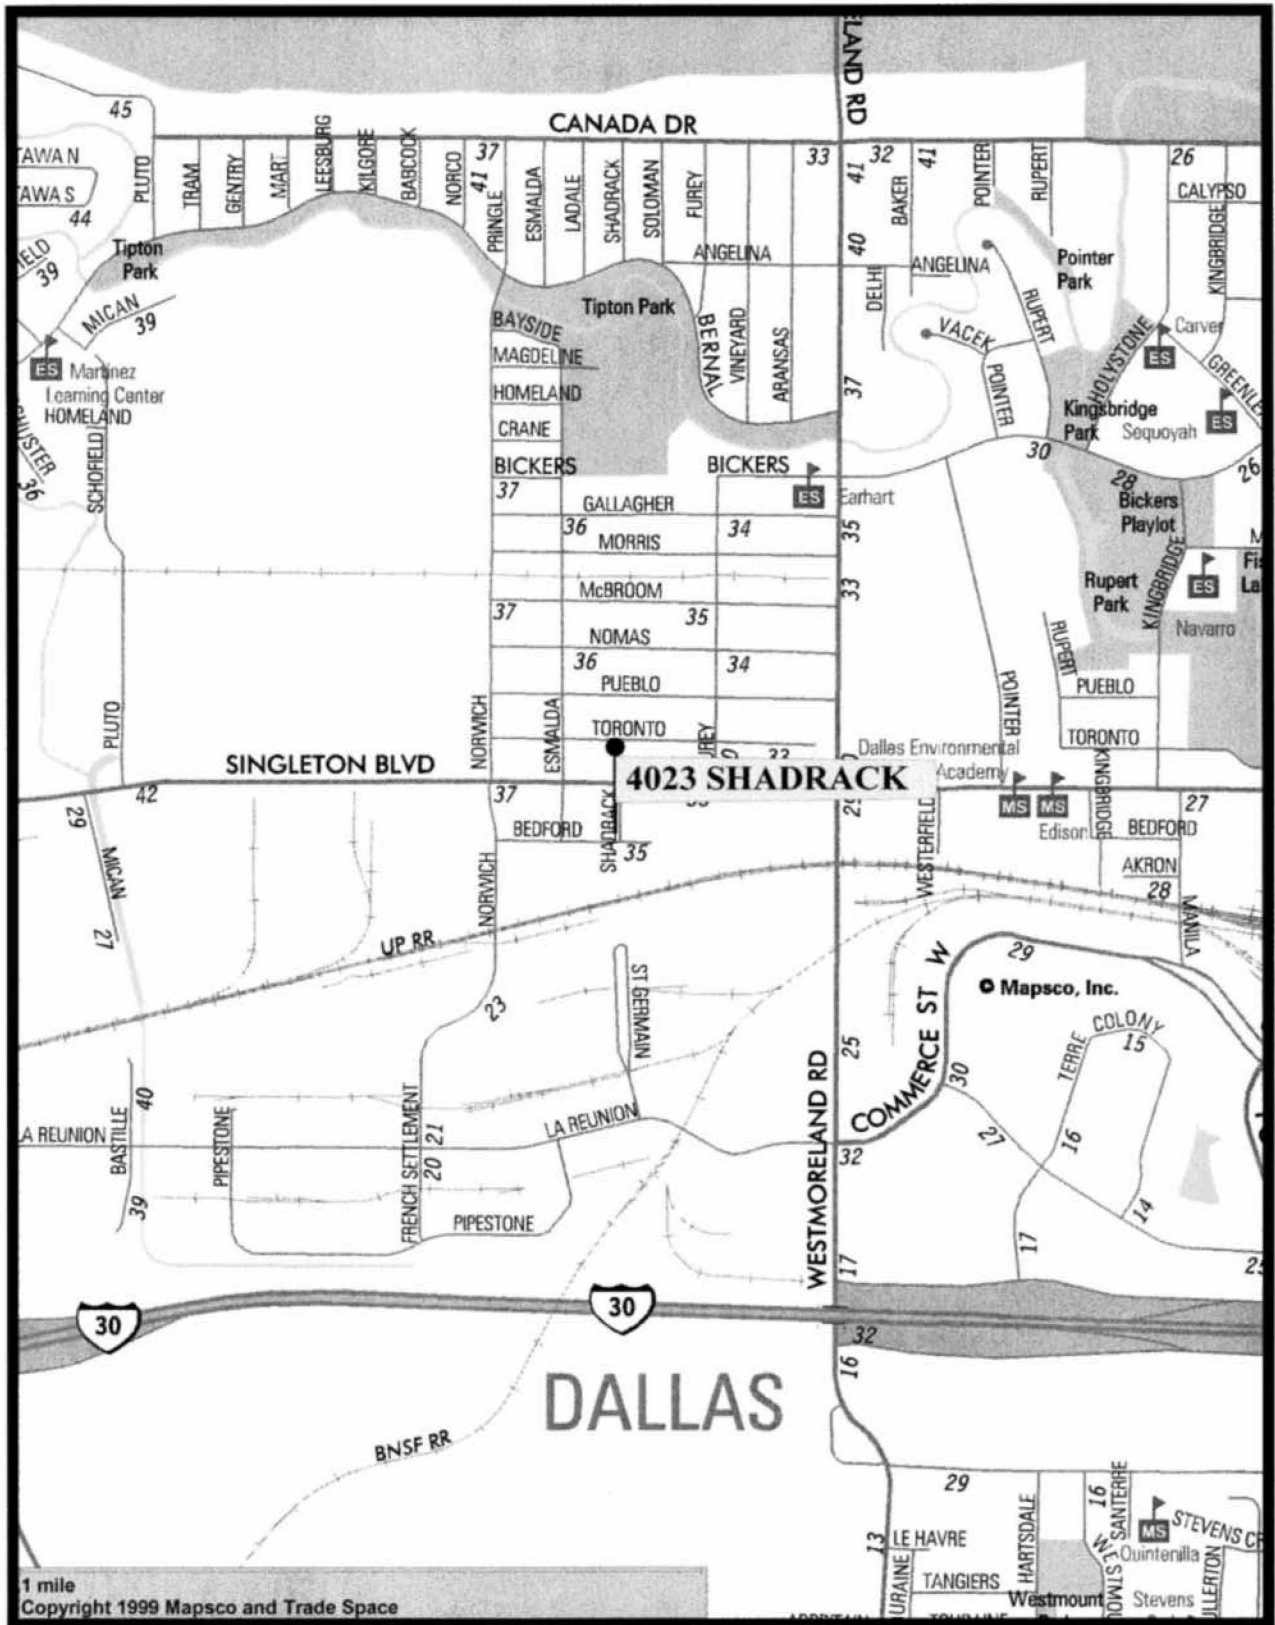 ELAND RD
45
CANADA DR
TAWA N
TAWA S
44
PLUTO
TRAM
GENTRY
MART
LEESBURG
KILGORE
BABCOCK
NORCO
37
41
PRINGLE
ESMALDA
LADALE
SHADRACK
SOLOMAN
FUREY
33
41
32
BAKER
41
POINTER
RUPERT
26
CALYPSO
KINGBRIDGE
IELD
39
Tipton
Park
MICAN
39
ANGELINA
40
DELHI
ANGELINA
Pointer
Park
Tipton Park
BAYSIDE
MAGDELINE
HOMELAND
CRANE
BICKERS
37
BERNAL
VINEYARD
ARANSAS
37
VACEK
RUPERT
POINTER
HOLYSTONE
Carver
ES
GREENLE
Kingsbridge
Park
Sequoyah
ES
ES
Martinez
Learning Center
HOMELAND
CHUSTER
36
SCHOFIELD
BICKERS
ES
Earhart
30
28
26
Bickers
Playlot
GALLAGHER
36
34
MORRIS
35
McBROOM
33
37
35
NOMAS
36
34
PUEBLO
TORONTO
Rupert
Park
KINGBRIDGE
ES
Navarro
M
Fis
La
RUPERT
PUEBLO
TORONTO
POINTER
PLUTO
NORWICH
ESMALDA
UREY
SINGLETON BLVD
4023 SHADRACK
Dallas Environmental
Academy
MS
MS
Edison
KINGBRIDGE
42
37
29
27
29
MICAN
27
BEDFORD
SHADRACK
35
WESTERFIELD
BEDFORD
AKRON
28
MANILA
NORWICH
UP RR
23
ST GERMAIN
COMMERCE ST W
29
Mapsco, Inc.
TERRE
COLONY
15
25
30
27
16
14
17
WESTMORELAND RD
40
LA REUNION
BASTILLE
39
PIPESTONE
FRENCH SETTLEMENT
21
20
LA REUNION
PIPESTONE
32
17
25
30
30
32
16
DALLAS
BNSF RR
29
13
LE HAVRE
TANGIERS
HARTSDALE
16
SANTERRE
MS
Quintenilla
STEVENS CR
Westmount
Stevens
ULLERTON
URAINE
1 mile
Copyright 1999 Mapsco and Trade Space